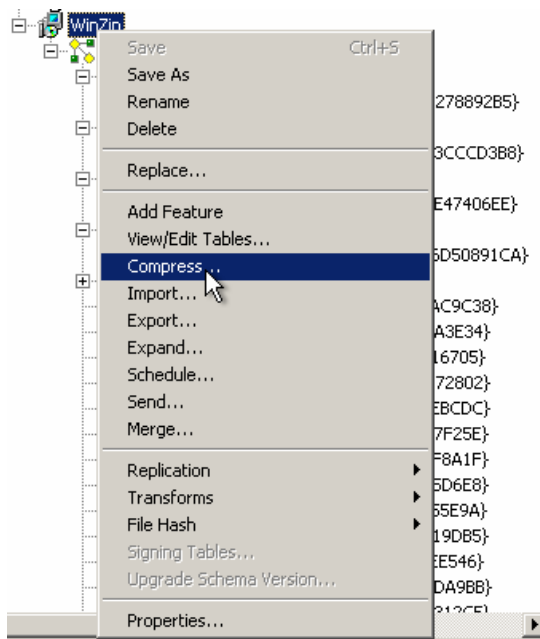 WinZip
Save Ctrl+S
Save As
Rename
278892B5}
Delete
3CCCD3B8}
Replace...
E47406EE}
Add Feature
View/Edit Tables...
6D50891CA}
Compress...
Import...
AC9C38}
Export...
A3E34}
Expand...
16705}
Schedule...
72802}
Send...
EBCDC}
Merge...
7F25E}
F8A1F}
Replication
5D6E8}
Transforms
55E9A}
File Hash
19DB5}
Signing Tables...
EE546}
Upgrade Schema Version...
DA9BB}
Properties...